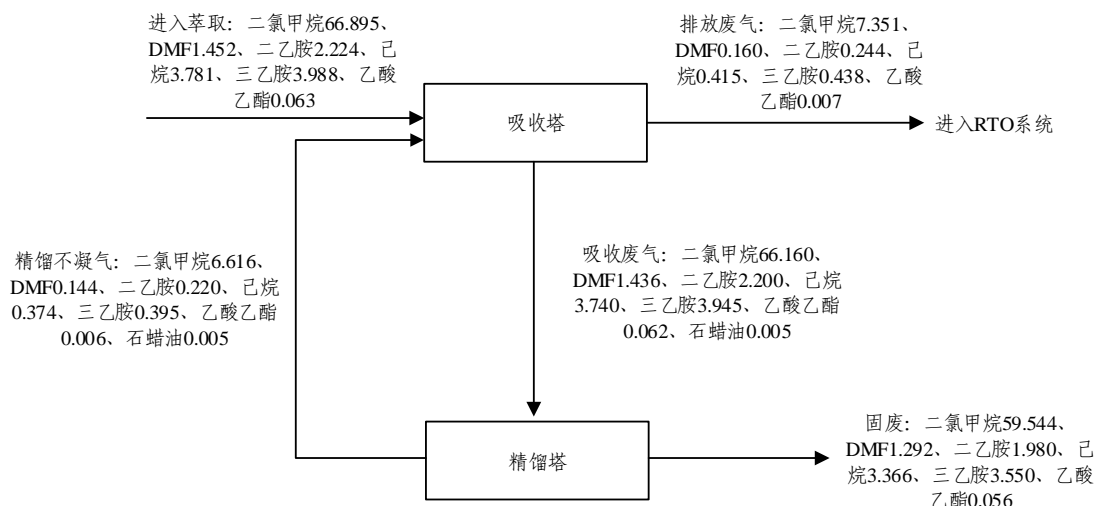 进入萃取：二氯甲烷66.895、
DMF1.452、二乙胺2.224、己
烷3.781、三乙胺3.988、乙酸
乙酯0.063
排放废气：二氯甲烷7.351、
DMF0.160、二乙胺0.244、己
烷0.415、三乙胺0.438、乙酸
乙酯0.007
吸收塔
进入RTO系统
精馏不凝气：二氯甲烷6.616、
DMF0.144、二乙胺0.220、己烷
0.374、三乙胺0.395、乙酸乙酯
0.006、石蜡油0.005
吸收废气：二氯甲烷66.160、
DMF1.436、二乙胺2.200、己烷
3.740、三乙胺3.945、乙酸乙酯
0.062、石蜡油0.005
精馏塔
固废：二氯甲烷59.544、
DMF1.292、二乙胺1.980、己
烷3.366、三乙胺3.550、乙酸
乙酯0.056